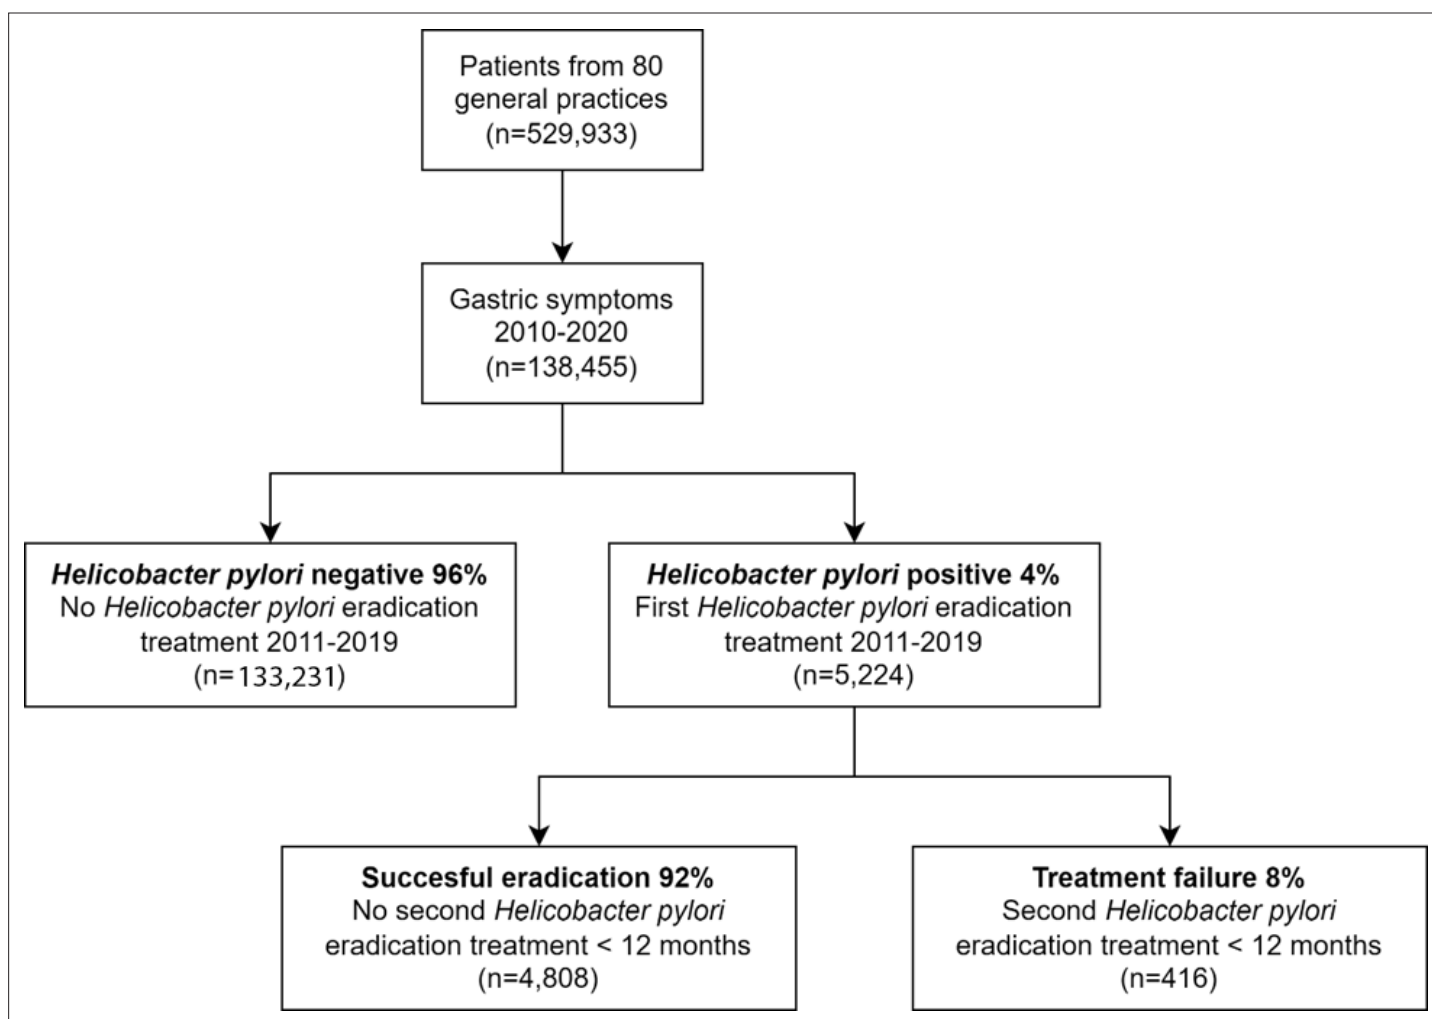 Patients from 80
general practices
(n=529,933)
Gastric symptoms
2010-2020
(n=138,455)
Helicobacter pylori negative 96%
No Helicobacter pylori eradication
treatment 2011-2019
(n=133,231)
Helicobacter pylori positive 4%
First Helicobacter pylori eradication
treatment 2011-2019
(n=5,224)
Succesful eradication 92%
No second Helicobacter pylori
eradication treatment < 12 months
(n=4,808)
Treatment failure 8%
Second Helicobacter pylori
eradication treatment < 12 months
(n=416)